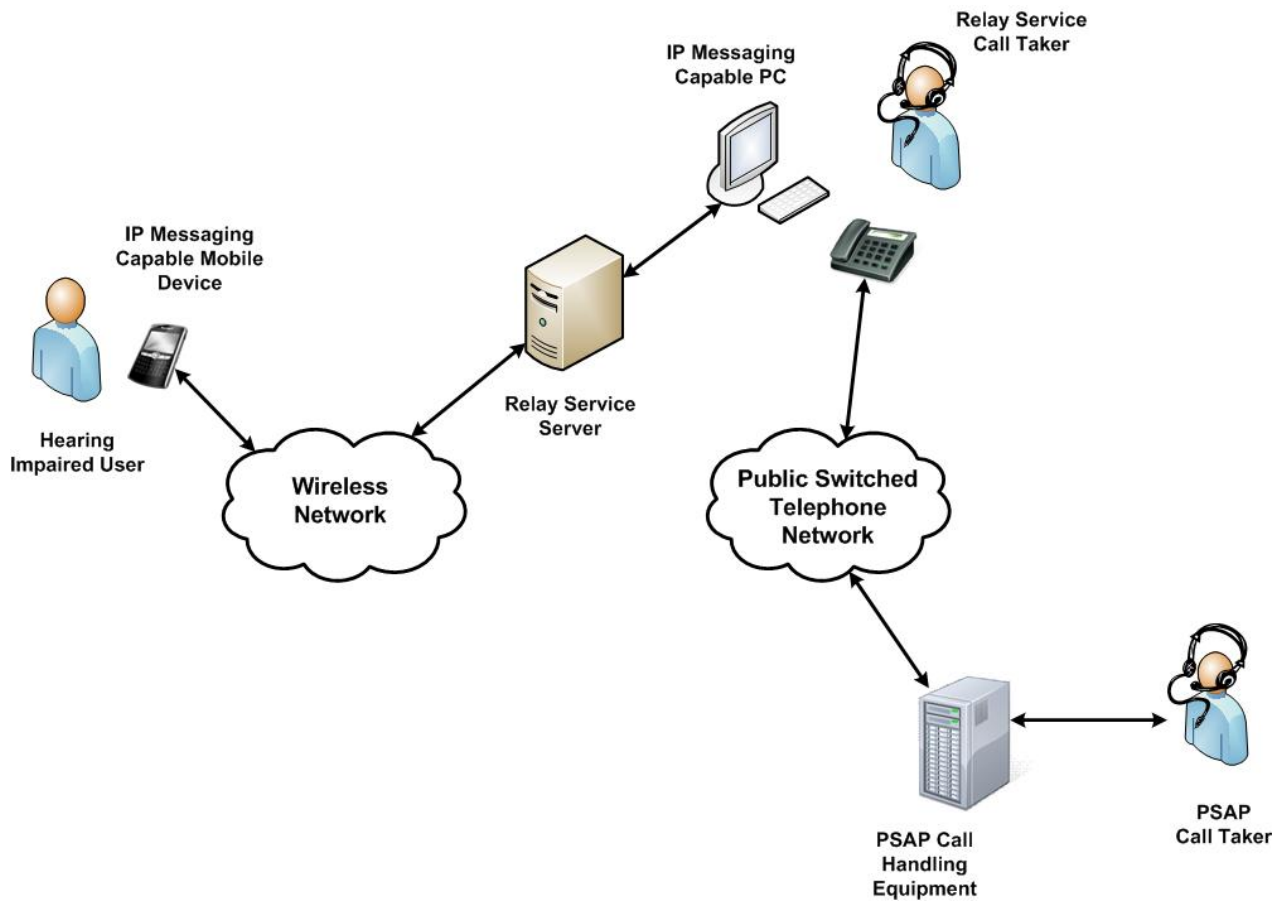 Relay Service
Call Taker
IP Messaging
Capable PC
IP Messaging
Capable Mobile
Device
Hearing
Impaired User
Relay Service
Server
Wireless
Network
Public Switched
Telephone
Network
PSAP Call
Handling
Equipment
PSAP
Call Taker